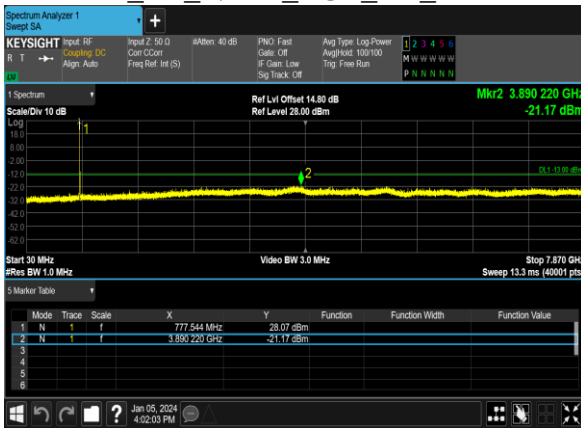 Spectrum Analyzer 1
Swept SA
KEYSIGHT Input: RF Input Z: 50 Ω #Atten: 40 dB PNO: Fast Avg Type: Log-Power 1 2 3 4 5 6
R T Coupling: DC Corr CCorr Gate: Off Avg|Hold: 100/100 M W W W W W
Align: Auto Freq Ref: Int (S) IF Gain: Low Trig: Free Run
LV Sig Track: Off P N N N N N
1 Spectrum Ref Lvl Offset 14.80 dB Mkr2 3.890 220 GHz
Scale/Div 10 dB Ref Level 28.00 dBm -21.17 dBm
Log
18.0
8.00
-2.00
-12.0
-22.0
-32.0
-42.0
-52.0
-62.0
1
2
DL1 -13.00 dBm
Start 30 MHz Video BW 3.0 MHz Stop 7.870 GHz
#Res BW 1.0 MHz Sweep 13.3 ms (40001 pts
5 Marker Table
Mode Trace Scale X Y Function Function Width Function Value
1 N 1 f 777.544 MHz 28.07 dBm
2 N 1 f 3.890 220 GHz -21.17 dBm
3
4
5
6
? Jan 05, 2024
4:02:03 PM